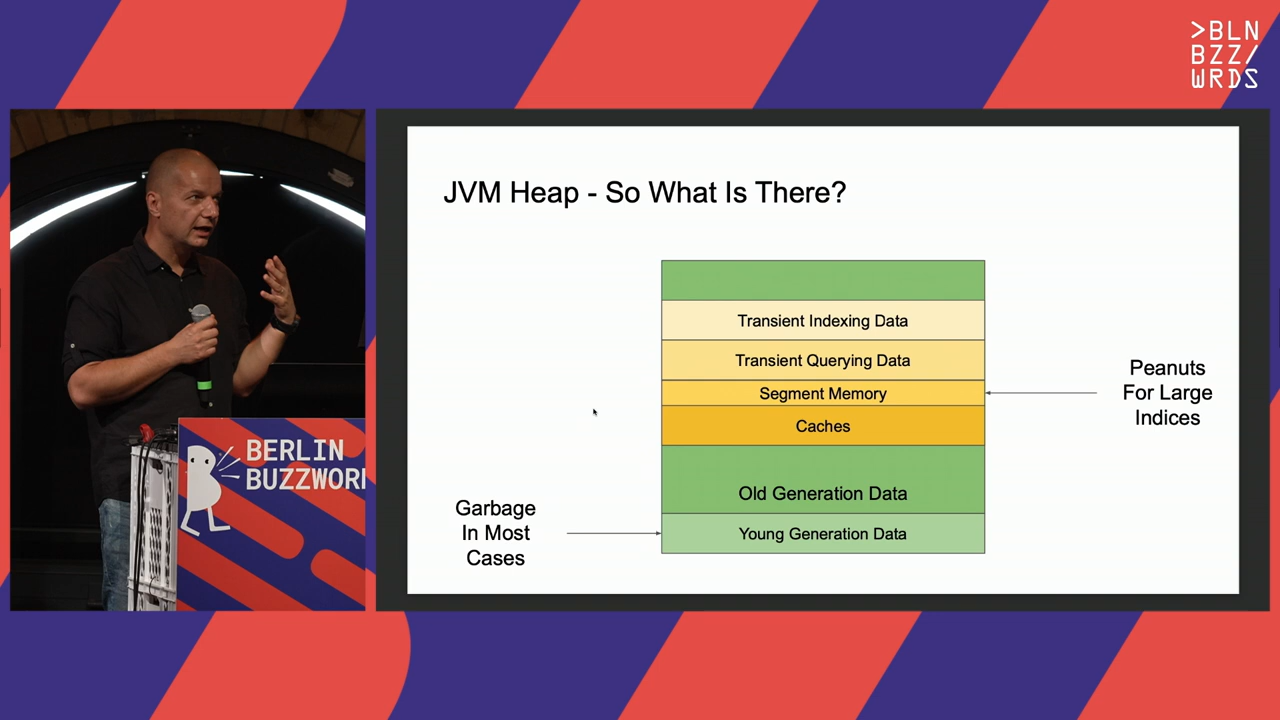 >BLN
BZZ/
WRDS
JVM Heap - So What Is There?
Transient Indexing Data
Transient Querying Data
Segment Memory
Caches
Old Generation Data
Young Generation Data
Peanuts
For Large
Indices
Garbage
In Most
Cases
BERLIN
BUZZWOR